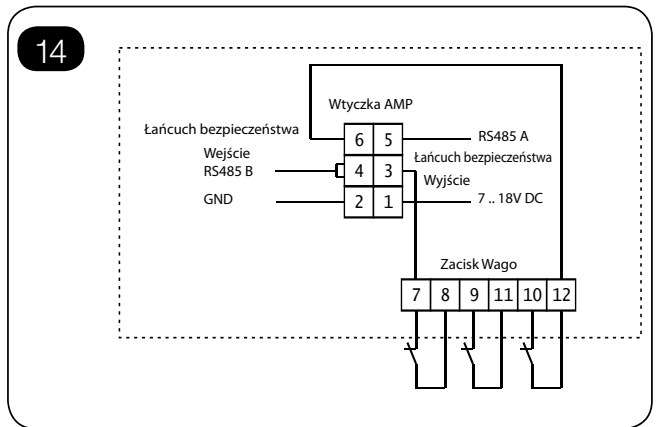 14
Wtyczka AMP
Łańcuch bezpieczeństwa
Wejście
6 5
RS485 A
RS485 B
4 3
Łańcuch bezpieczeństwa
Wyjście
GND
2 1
7 .. 18V DC
Zacisk Wago
7 8 9 11 10 12